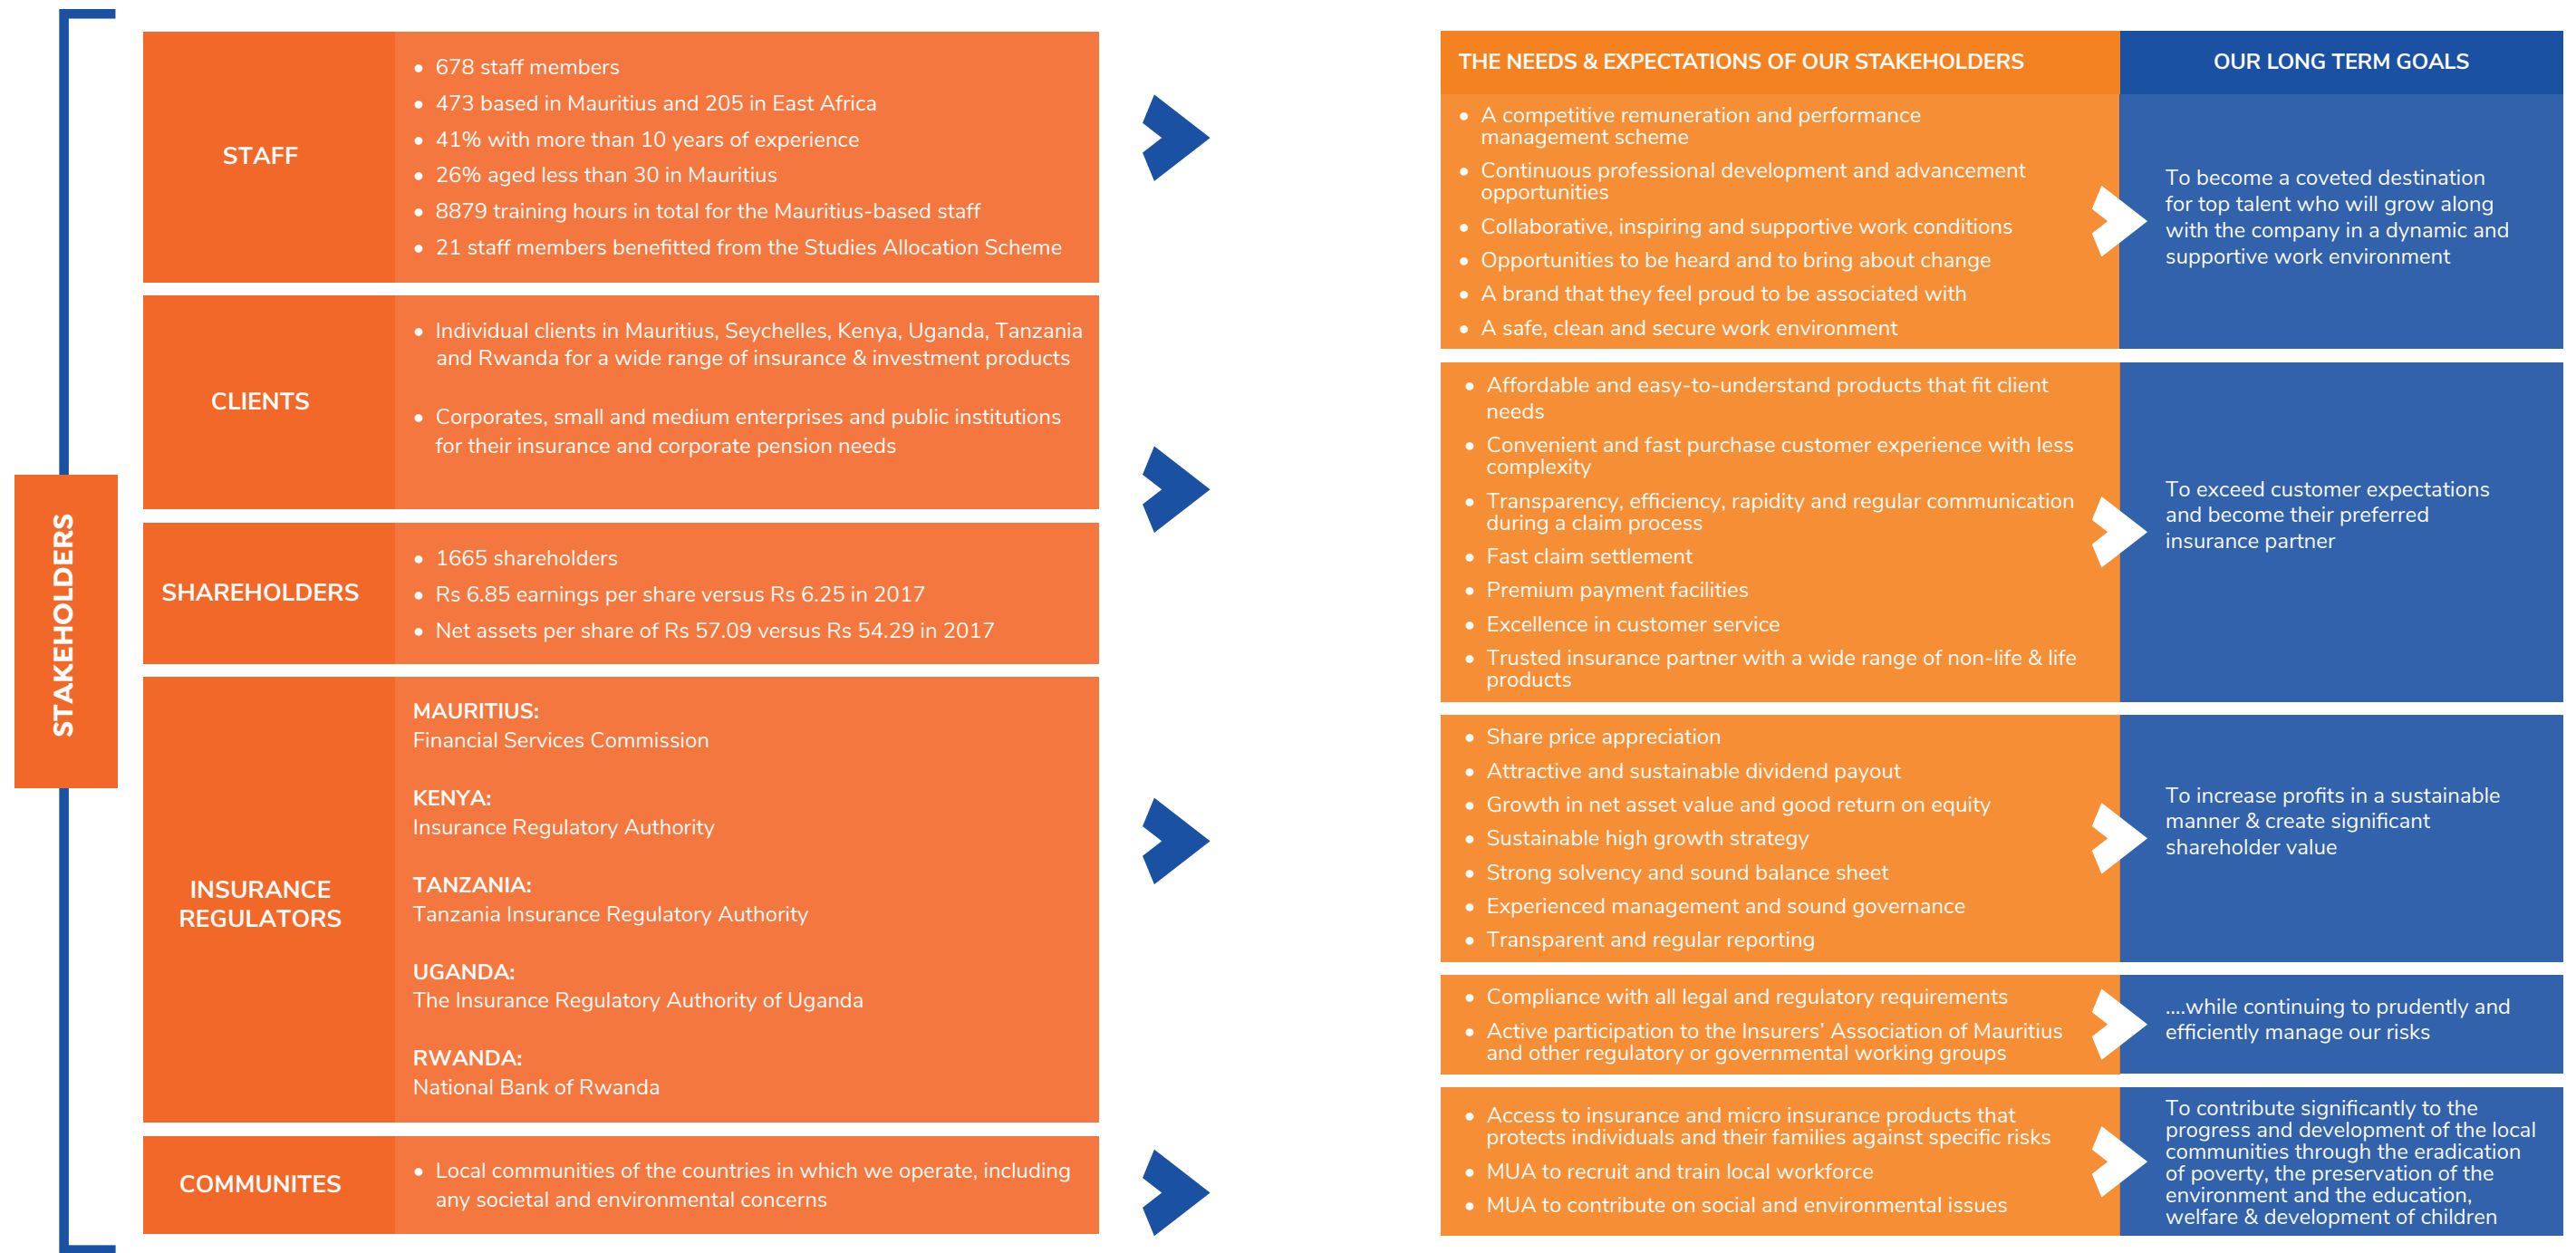 STAKEHOLDERS
STAFF
• 678 staff members
• 473 based in Mauritius and 205 in East Africa
• 41% with more than 10 years of experience
• 26% aged less than 30 in Mauritius
• 8879 training hours in total for the Mauritius-based staff
• 21 staff members benefitted from the Studies Allocation Scheme
CLIENTS
• Individual clients in Mauritius, Seychelles, Kenya, Uganda, Tanzania
and Rwanda for a wide range of insurance & investment products
• Corporates, small and medium enterprises and public institutions
for their insurance and corporate pension needs
SHAREHOLDERS
• 1665 shareholders
• Rs 6.85 earnings per share versus Rs 6.25 in 2017
• Net assets per share of Rs 57.09 versus Rs 54.29 in 2017
INSURANCE
REGULATORS
MAURITIUS:
Financial Services Commission
KENYA:
Insurance Regulatory Authority
TANZANIA:
Tanzania Insurance Regulatory Authority
UGANDA:
The Insurance Regulatory Authority of Uganda
RWANDA:
National Bank of Rwanda
COMMUNITES
• Local communities of the countries in which we operate, including
any societal and environmental concerns
THE NEEDS & EXPECTATIONS OF OUR STAKEHOLDERS
OUR LONG TERM GOALS
• A competitive remuneration and performance
management scheme
• Continuous professional development and advancement
opportunities
• Collaborative, inspiring and supportive work conditions
• Opportunities to be heard and to bring about change
• A brand that they feel proud to be associated with
• A safe, clean and secure work environment
To become a coveted destination
for top talent who will grow along
with the company in a dynamic and
supportive work environment
• Affordable and easy-to-understand products that fit client
needs
• Convenient and fast purchase customer experience with less
complexity
• Transparency, efficiency, rapidity and regular communication
during a claim process
• Fast claim settlement
• Premium payment facilities
• Excellence in customer service
• Trusted insurance partner with a wide range of non-life & life
products
To exceed customer expectations
and become their preferred
insurance partner
• Share price appreciation
• Attractive and sustainable dividend payout
• Growth in net asset value and good return on equity
• Sustainable high growth strategy
• Strong solvency and sound balance sheet
• Experienced management and sound governance
• Transparent and regular reporting
To increase profits in a sustainable
manner & create significant
shareholder value
• Compliance with all legal and regulatory requirements
• Active participation to the Insurers’ Association of Mauritius
and other regulatory or governmental working groups
....while continuing to prudently and
efficiently manage our risks
• Access to insurance and micro insurance products that
protects individuals and their families against specific risks
• MUA to recruit and train local workforce
• MUA to contribute on social and environmental issues
To contribute significantly to the
progress and development of the local
communities through the eradication
of poverty, the preservation of the
environment and the education,
welfare & development of children